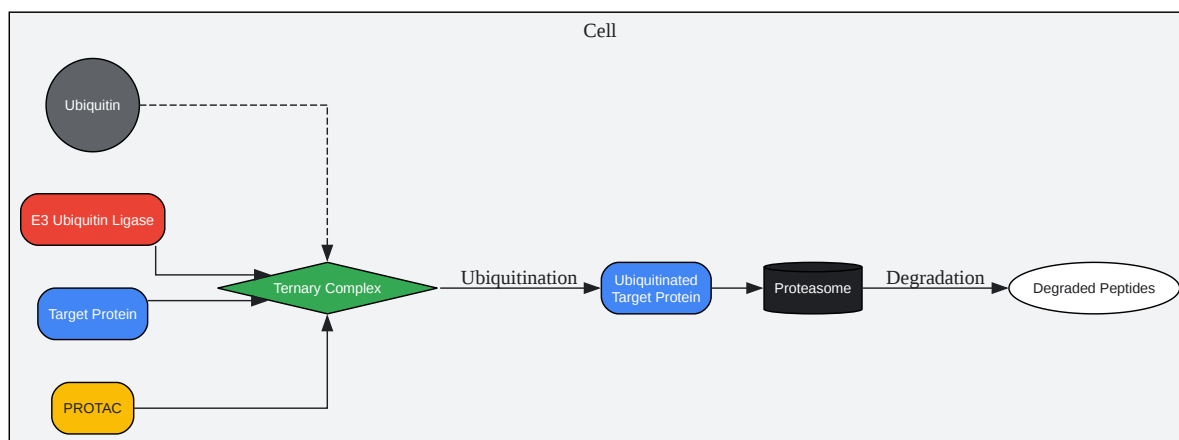 Cell
Ubiquitin
E3 Ubiquitin Ligase
Target Protein
PROTAC
Ternary Complex
Ubiquitination
Ubiquitinated
Target Protein
Proteasome
Degradation
Degraded Peptides